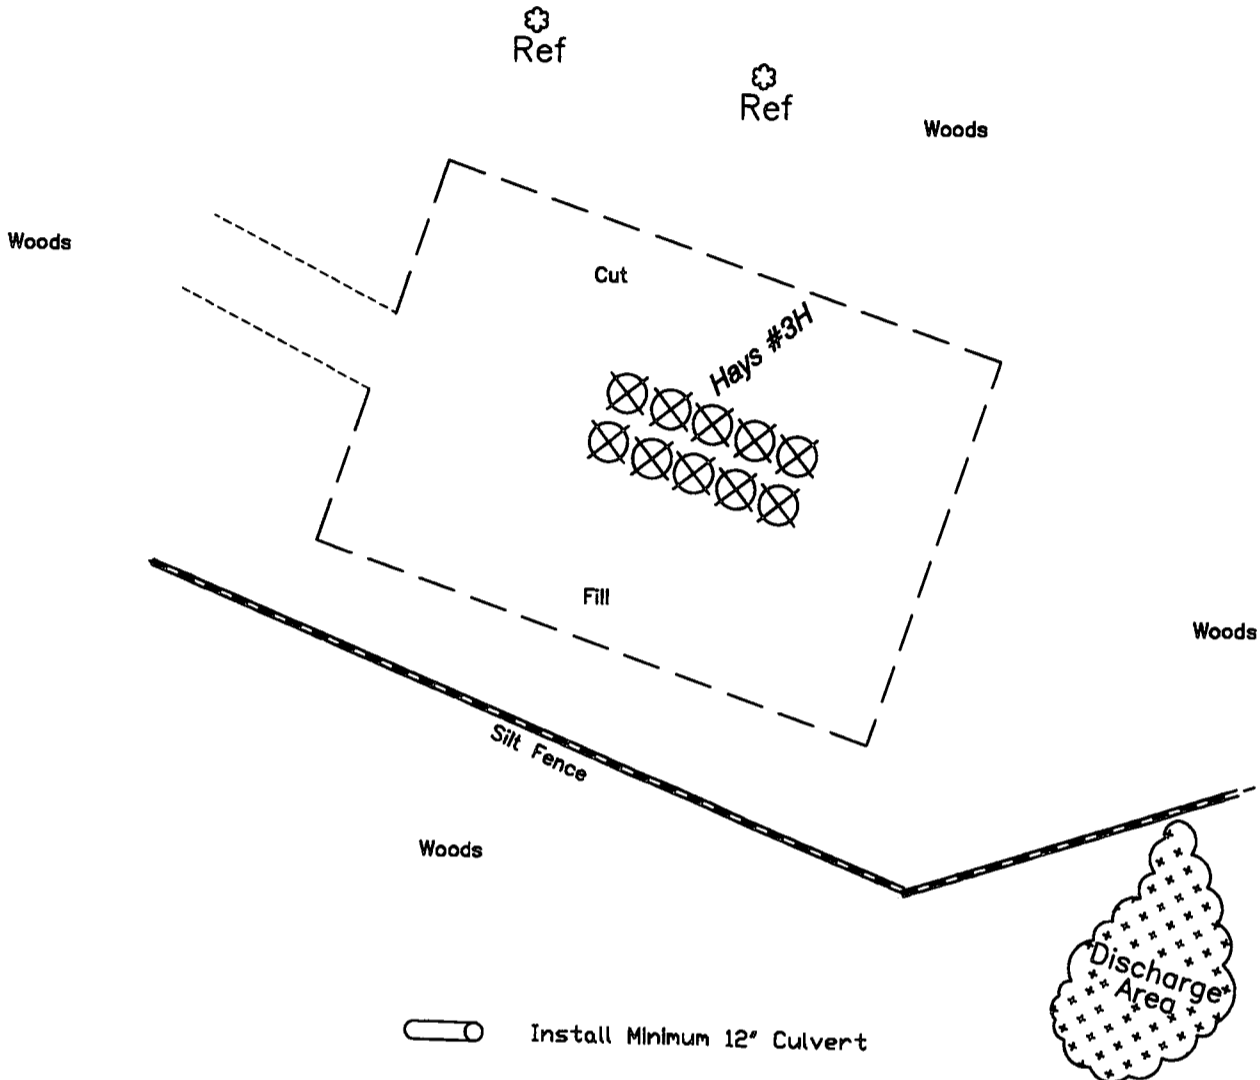 Ref
Ref
Woods
Woods
Cut
Hays #3H
Fill
Woods
Silt Fence
Woods
Discharge
Area
Install Minimum 12" Culvert